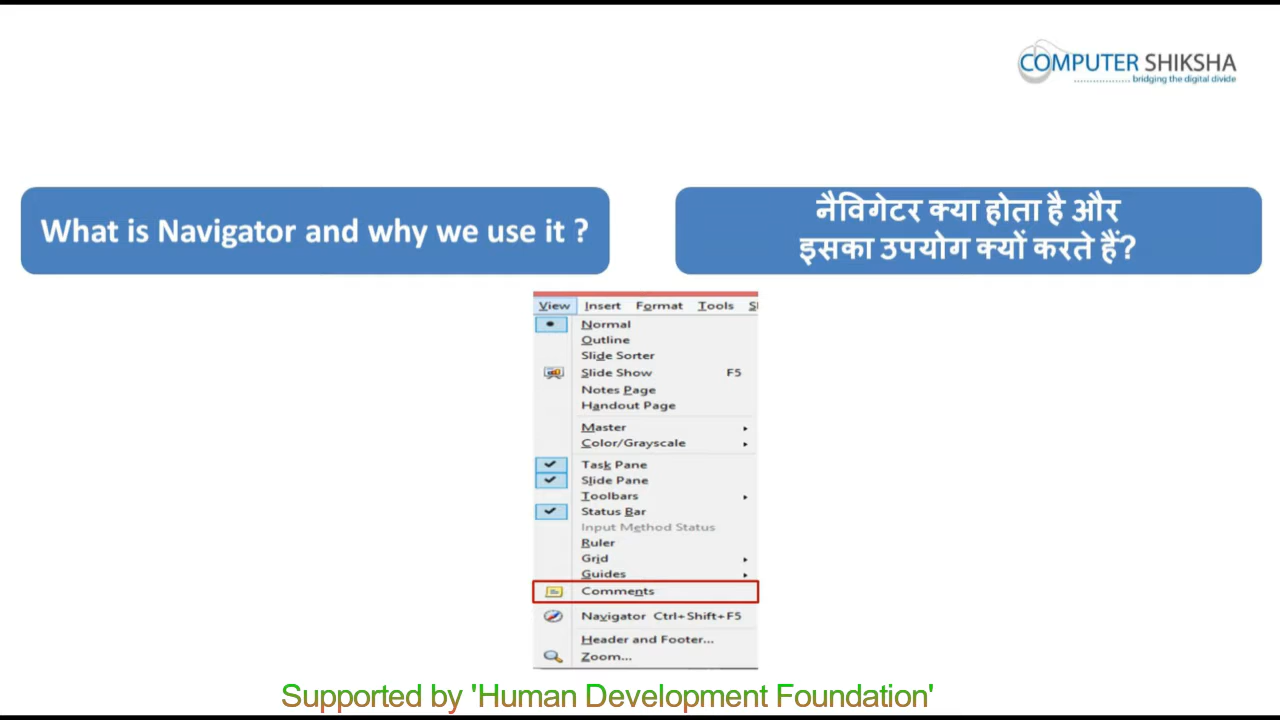 COMPUTER SHIKSHA
bridging the digital divide
What is Navigator and why we use it ?
नैविगेटर क्या होता है और
इसका उपयोग क्यों करते हैं?
View Insert Format Tools
Normal
Outline
Slide Sorter
Slide Show F5
Notes Page
Handout Page
Master
Color/Grayscale
Task Pane
Slide Pane
Toolbars
Status Bar
Input Method Status
Ruler
Grid
Guides
Comments
Navigator Ctrl+Shift+F5
Header and Footer...
Zoom...
Supported by 'Human Development Foundation'